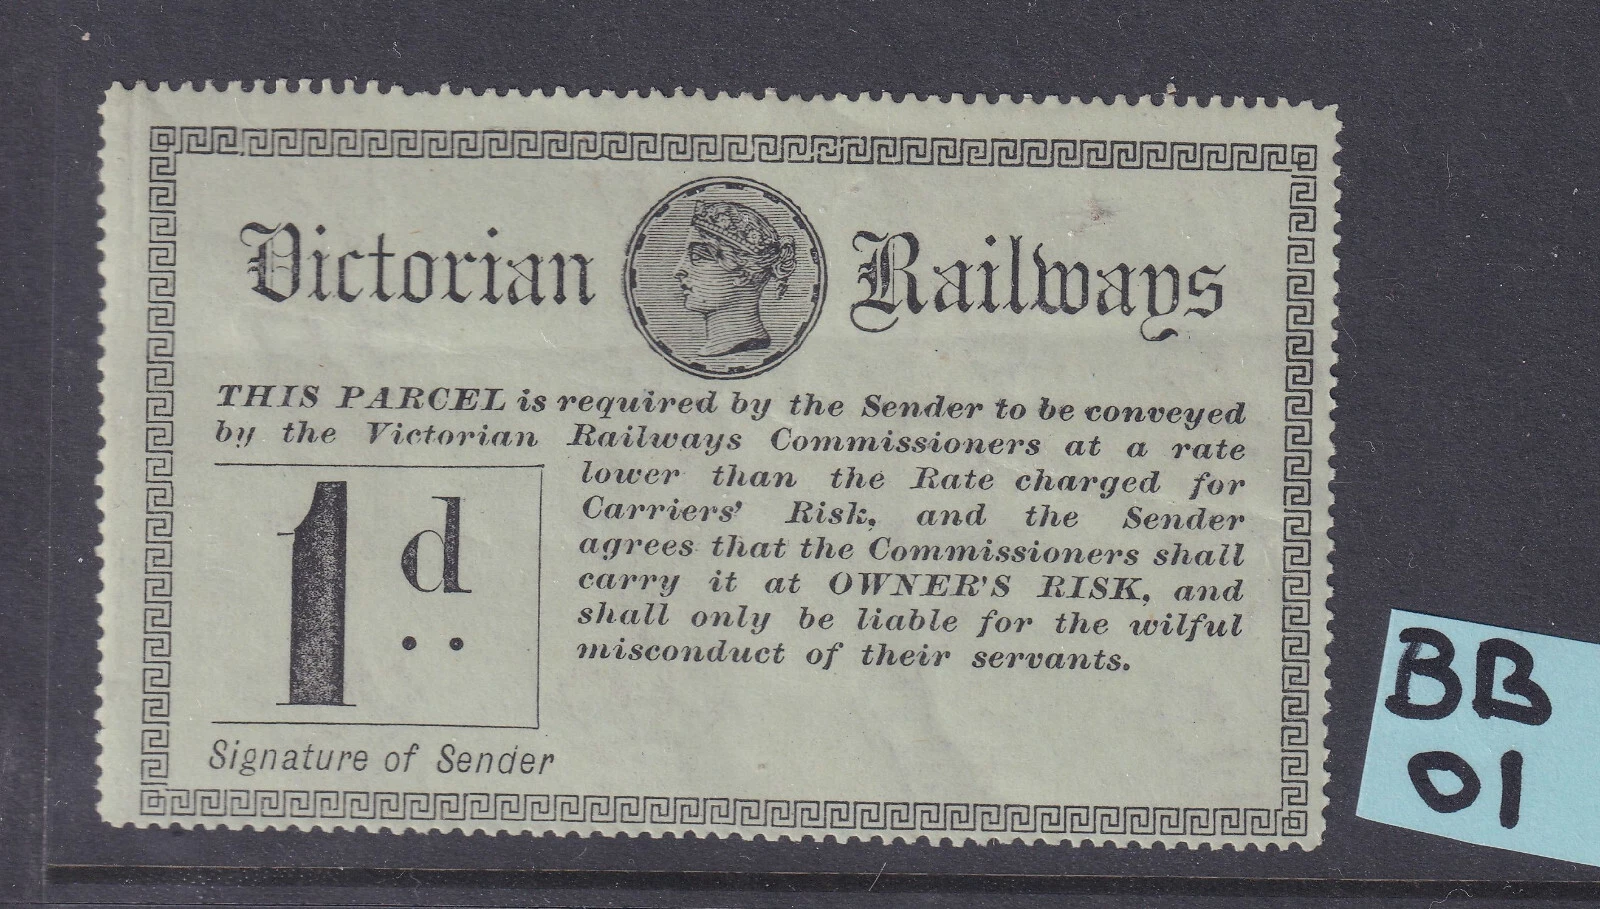 Victorian Railways
THIS PARCEL is required by the Sender to be conveyed
by the Victorian Railways Commissioners at a rate
lower than the Rate charged for
Carriers' Risk, and the Sender
agrees that the Commissioners shall
carry it at OWNER'S RISK, and
shall only be liable for the wilful
misconduct of their servants.
1d
Signature of Sender
BB
01